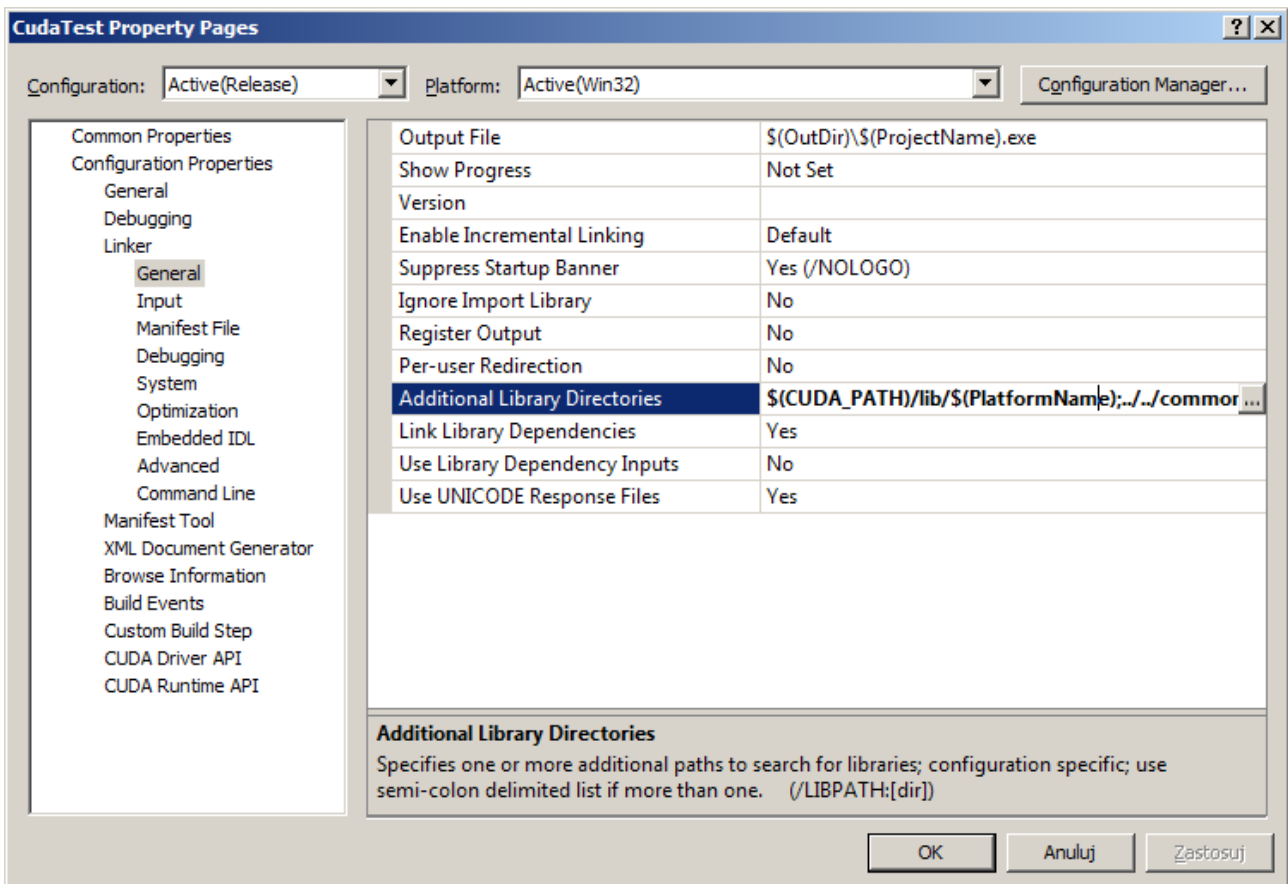 CudaTest Property Pages
Configuration: Active(Release) Platform: Active(Win32) Configuration Manager...
Common Properties
Configuration Properties
General
Debugging
Linker
General
Input
Manifest File
Debugging
System
Optimization
Embedded IDL
Advanced
Command Line
Manifest Tool
XML Document Generator
Browse Information
Build Events
Custom Build Step
CUDA Driver API
CUDA Runtime API
Output File $(OutDir)\$(ProjectName).exe
Show Progress Not Set
Version
Enable Incremental Linking Default
Suppress Startup Banner Yes (/NOLOGO)
Ignore Import Library No
Register Output No
Per-user Redirection No
Additional Library Directories $(CUDA_PATH)/lib/$(PlatformName);../../common ...
Link Library Dependencies Yes
Use Library Dependency Inputs No
Use UNICODE Response Files Yes
Additional Library Directories
Specifies one or more additional paths to search for libraries; configuration specific; use
semi-colon delimited list if more than one. (/LIBPATH:[dir])
OK Anuluj Zastosuj